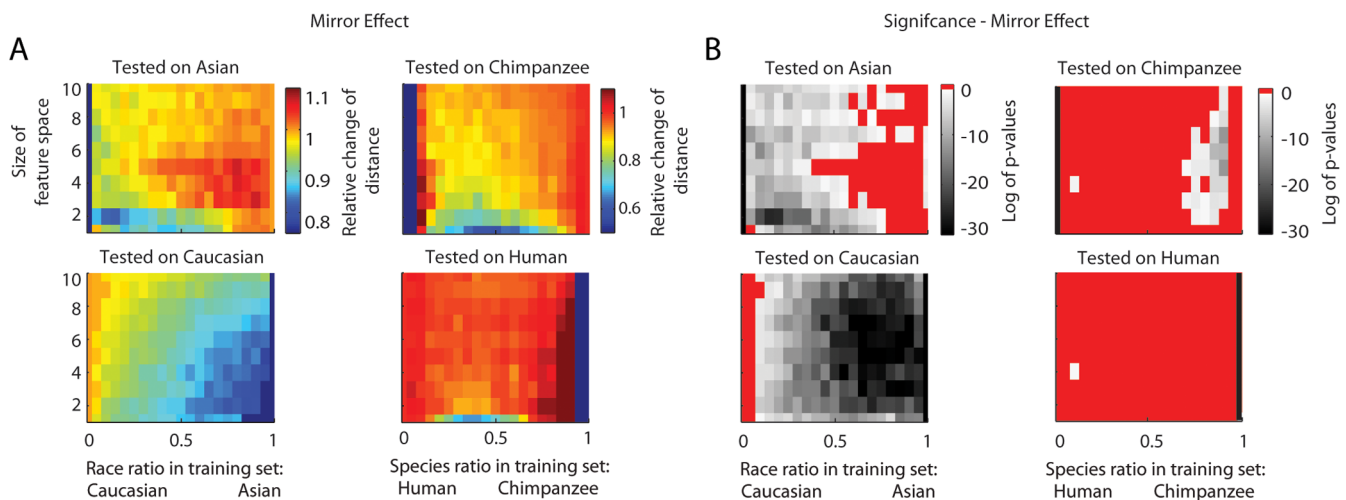 Mirror Effect
Signifcance - Mirror Effect
A
B
Tested on Asian
Tested on Chimpanzee
Tested on Asian
Tested on Chimpanzee
Size of
feature space
10
8
6
4
2
1.1
1
0.9
0.8
Relative change of
distance
1
0.8
0.6
Relative change of
distance
0
-10
-20
-30
Log of p-values
0
-10
-20
-30
Log of p-values
Tested on Caucasian
Tested on Human
Tested on Caucasian
Tested on Human
10
8
6
4
2
0
0.5
1
0
0.5
1
0
0.5
1
0
0.5
1
Race ratio in training set:
Caucasian Asian
Species ratio in training set:
Human Chimpanzee
Race ratio in training set:
Caucasian Asian
Species ratio in training set:
Human Chimpanzee